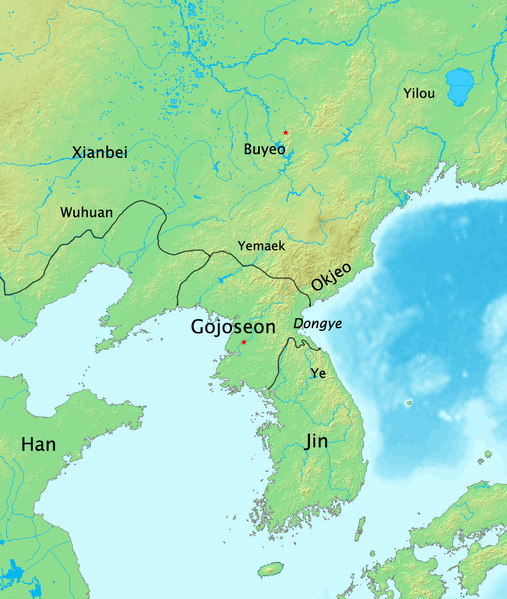 Yilou
Buyeo
Xianbei
Wuhuan
Yemaek
Okjeo
Gojoseon
Dongye
Ye
Jin
Han